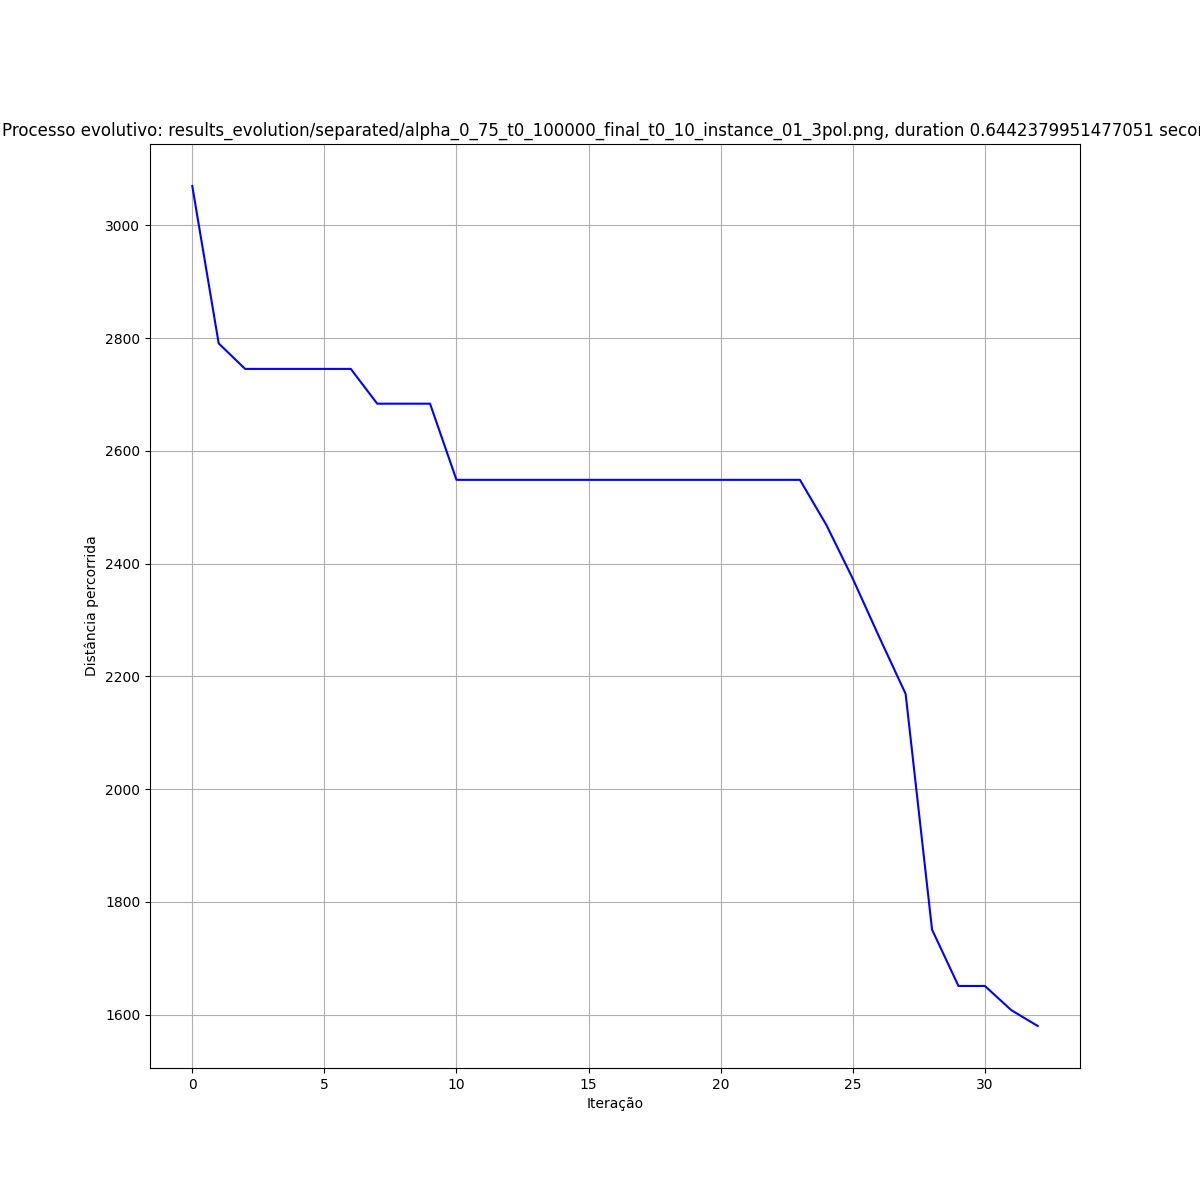 Processo evolutivo: results_evolution/separated/alpha_0_75_t0_100000_final_t0_10_instance_01_3pol.png, duration 0.6442379951477051
3000
2800
2600
2400
2200
2000
1800
1600
Distância percorrida
0 5 10 15 20 25 30
Iteração